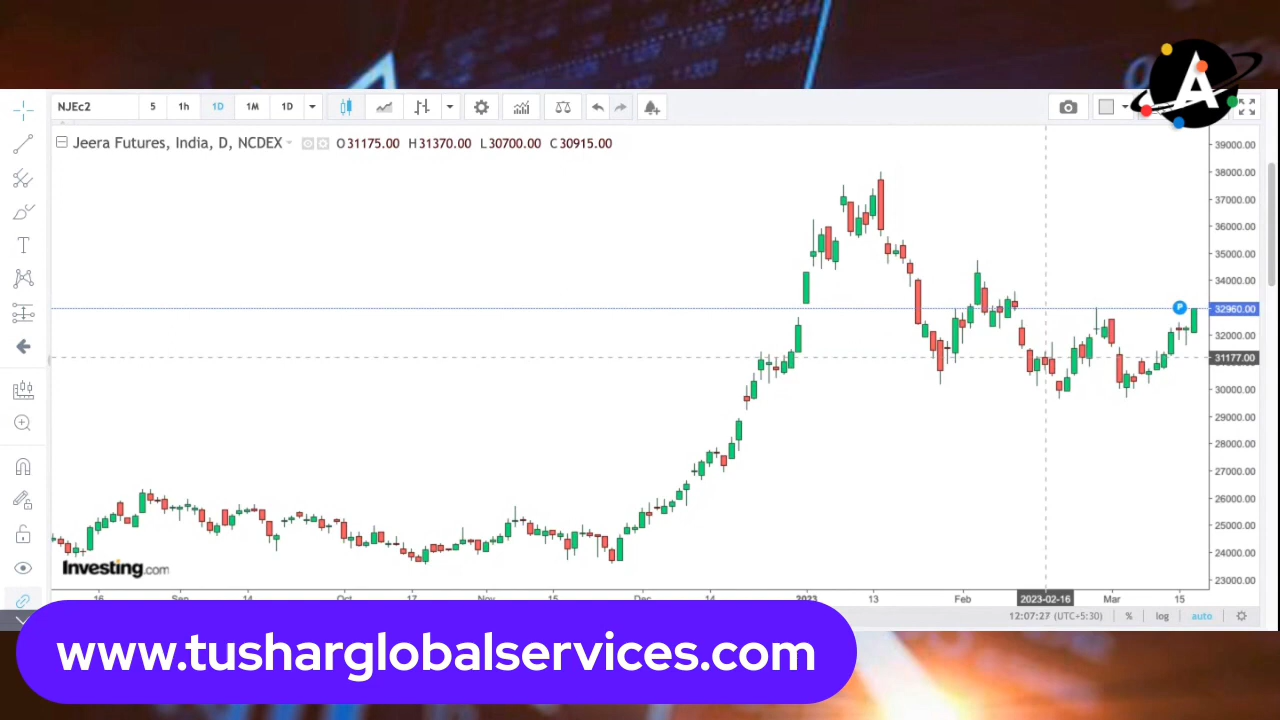 NJEc2 5 1h 1D 1M 1D
Jeera Futures, India, D, NCDEX O31175.00 H31370.00 L30700.00 C30915.00
A
39000.00
38000.00
37000.00
36000.00
35000.00
34000.00
P 32960.00
32000.00
31177.00
30000.00
29000.00
28000.00
27000.00
26000.00
25000.00
24000.00
23000.00
T
Investing.com
16 Sep 14 Oct 17 Nov 15 Dec 14 2023 13 Feb 2023-02-16 Mar 15
12:07:27 (UTC+5:30) % log auto
www.tusharglobalservices.com